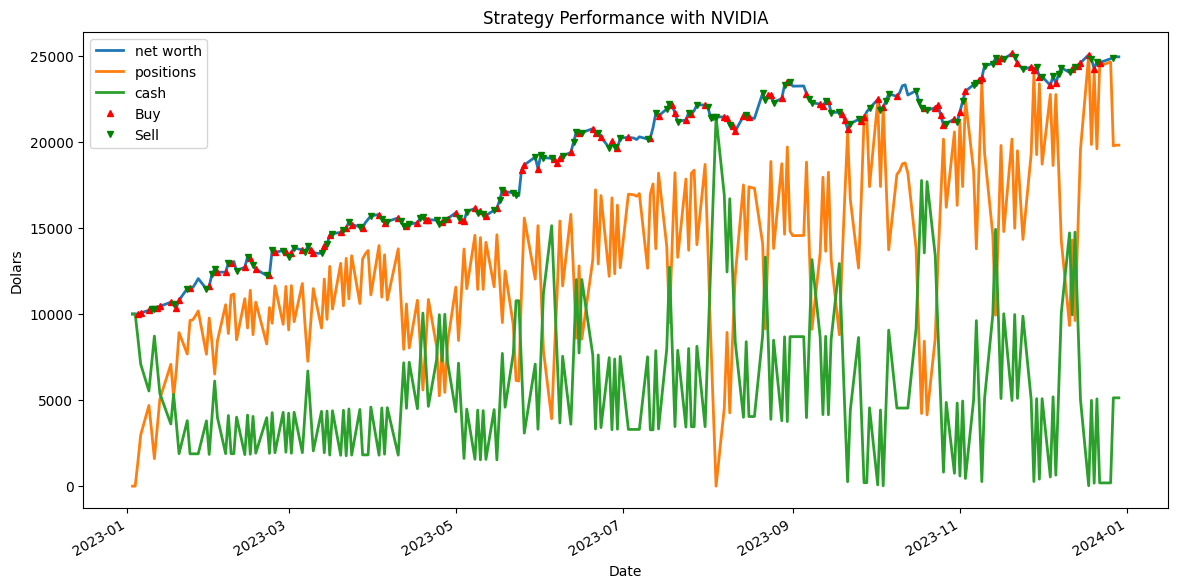 Strategy Performance with NVIDIA
net worth
positions
cash
Buy
Sell
25000
20000
15000
10000
5000
0
Dolars
2023-01
2023-03
2023-05
2023-07
2023-09
2023-11
2024-01
Date